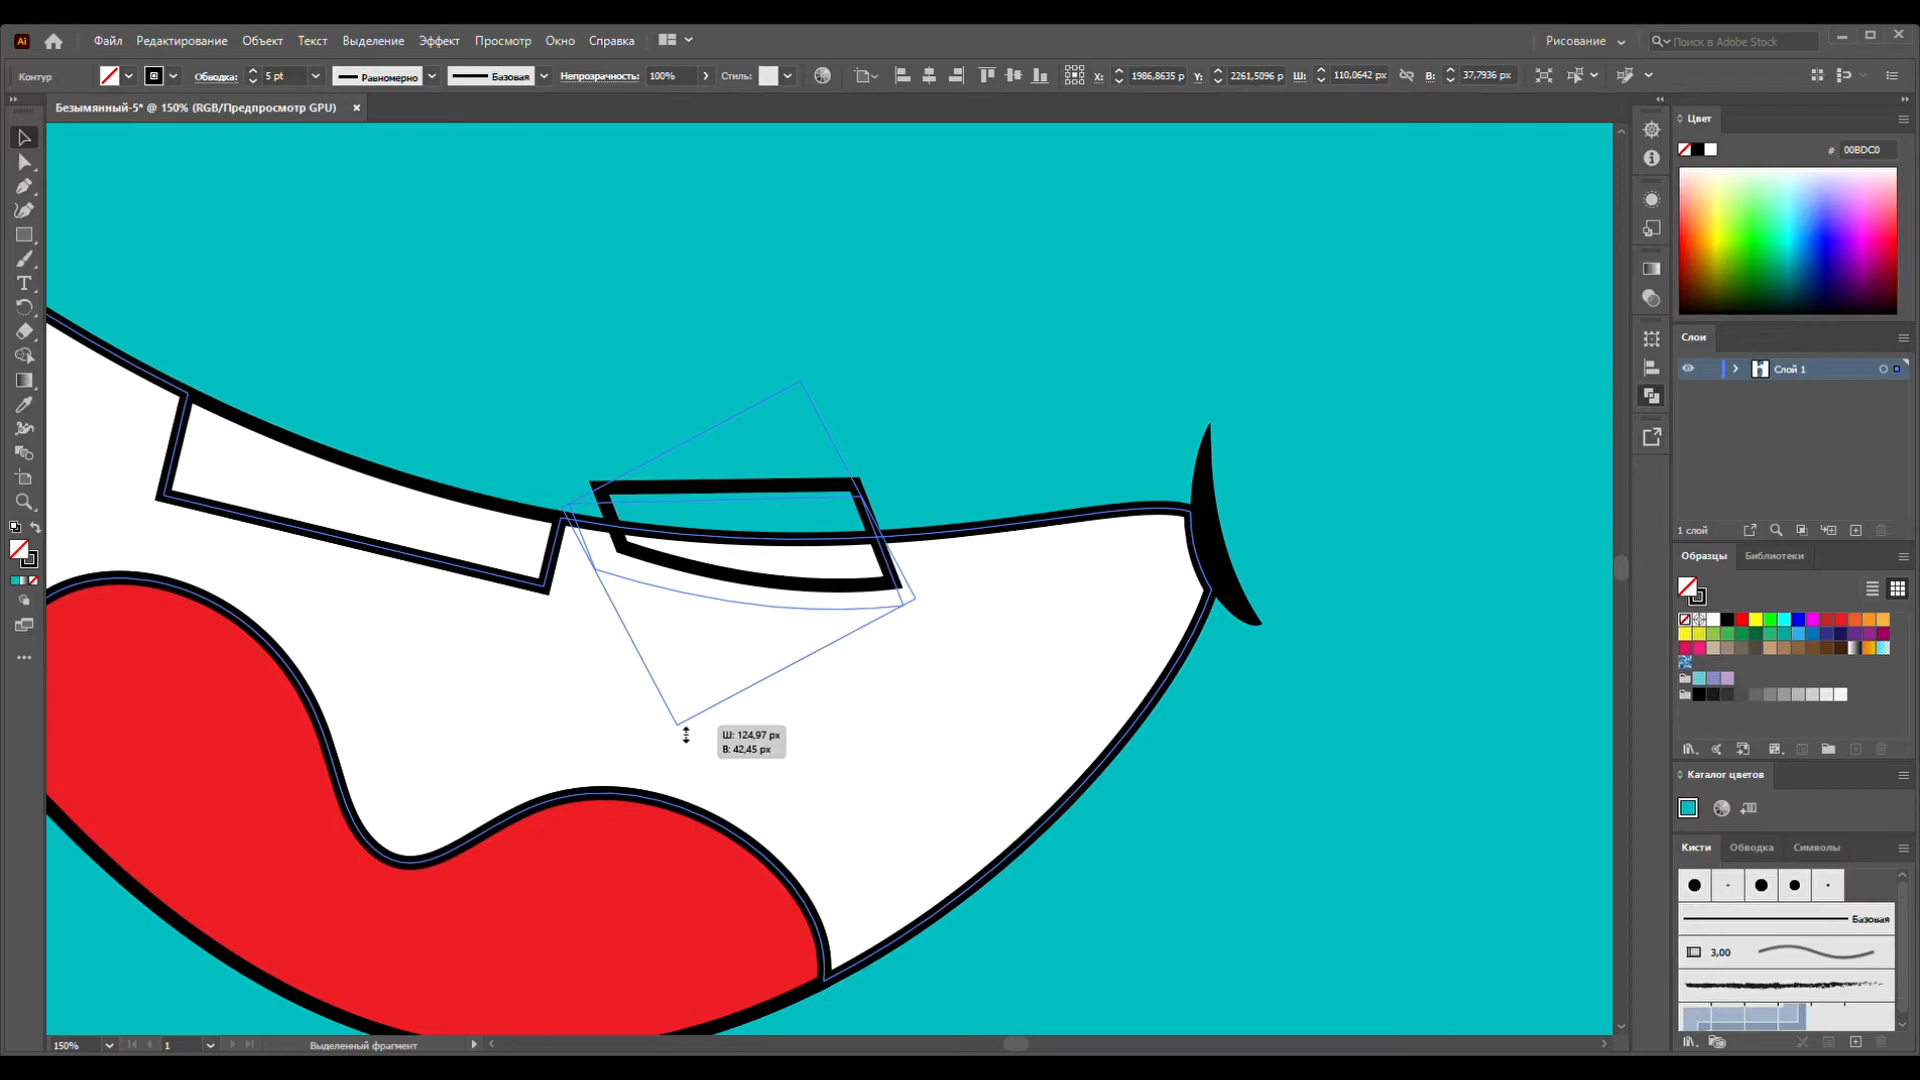 Ai Файл Редактирование Объект Текст Выделение Эффект Просмотр Окно Справка Рисование Поиск в Adobe Stock
Контур Обводка: 5 pt Равномерно Базовая Непрозрачность: 100% Стиль: X: 1986,8635 p Y: 2261,5096 p Ш: 110,0642 px В: 37,7936 px
Безымянный-5* @ 150% (RGB/Предпросмотр GPU)
Цвет
# 00BDC0
Слои
Слой 1
1 слой
Образцы Библиотеки
Ш: 124,97 px
В: 42,45 px
Каталог цветов
Кисти Обводка Символы
Базовая
3,00
150% 1 Выделенный фрагмент